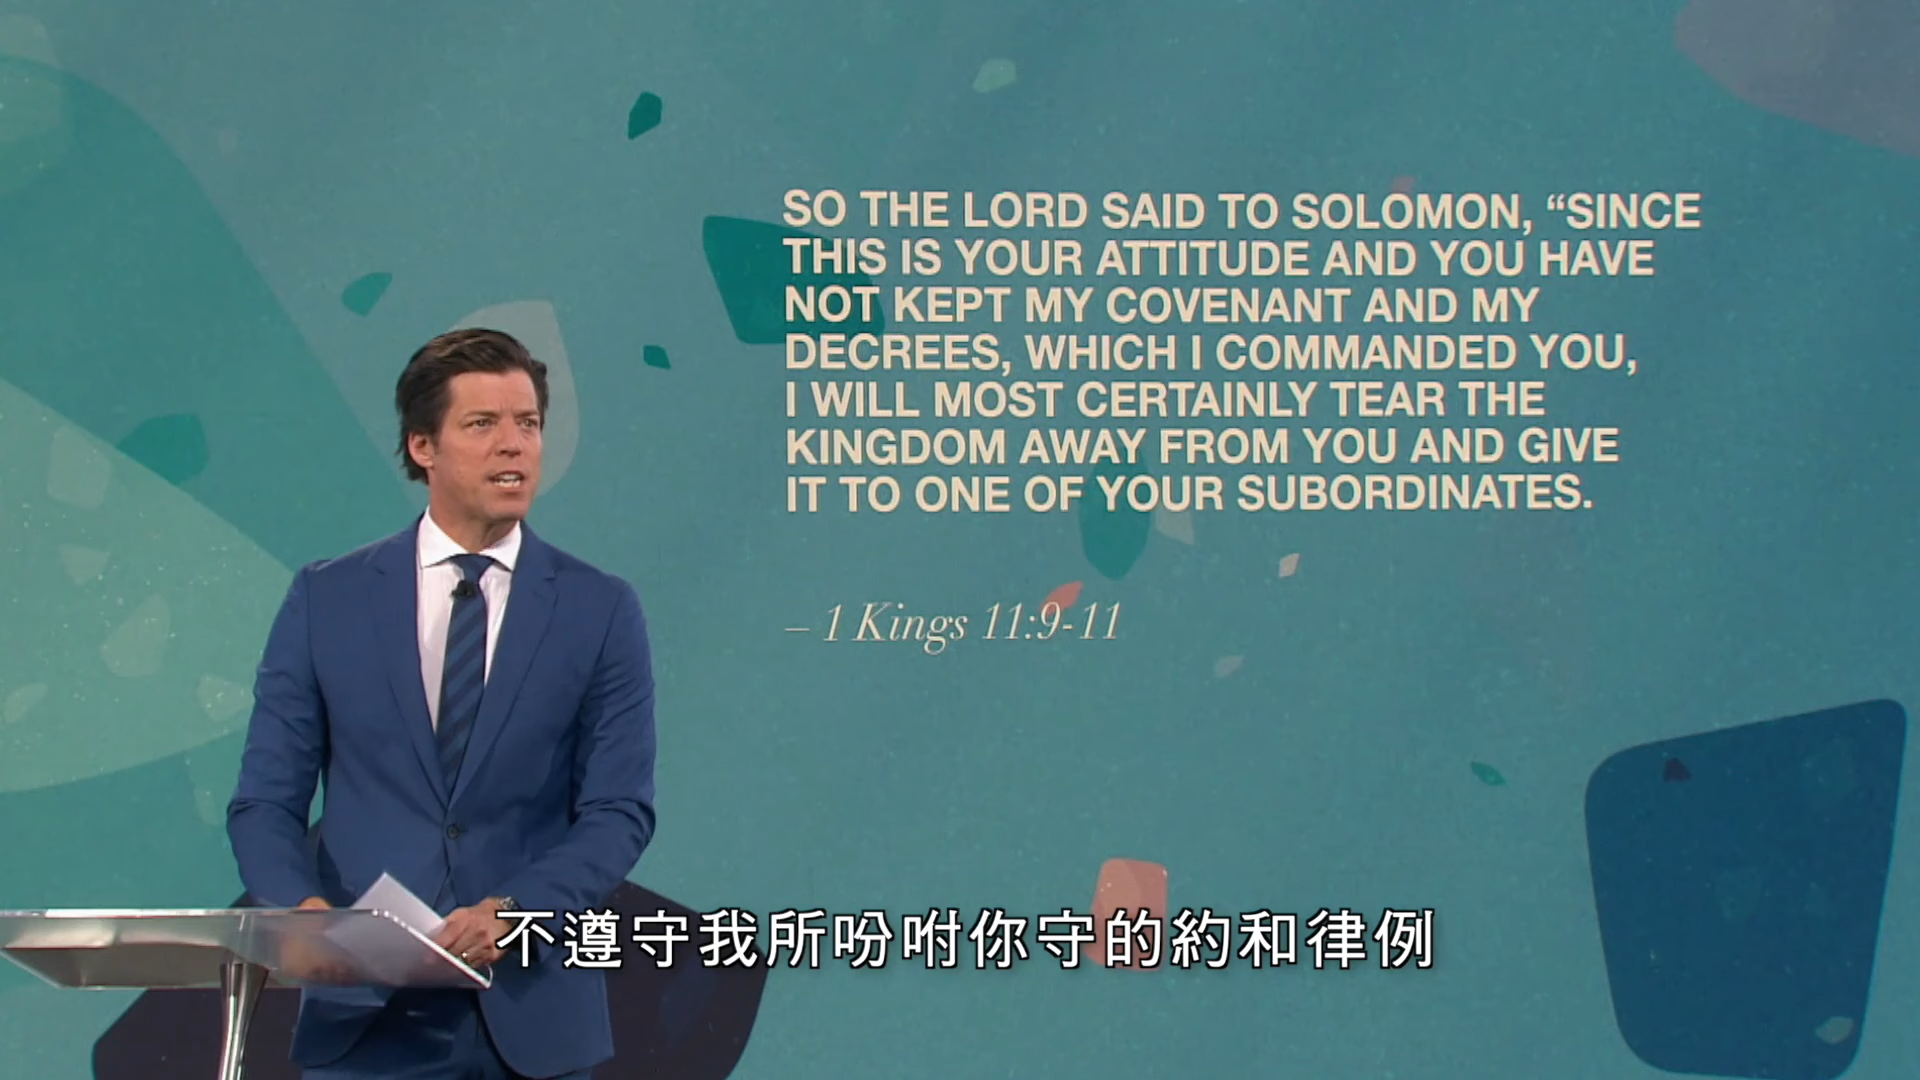 SO THE LORD SAID TO SOLOMON, “SINCE
THIS IS YOUR ATTITUDE AND YOU HAVE
NOT KEPT MY COVENANT AND MY
DECREES, WHICH I COMMANDED YOU,
I WILL MOST CERTAINLY TEAR THE
KINGDOM AWAY FROM YOU AND GIVE
IT TO ONE OF YOUR SUBORDINATES.
– 1 Kings 11:9-11
不遵守我所吩咐你守的約和律例